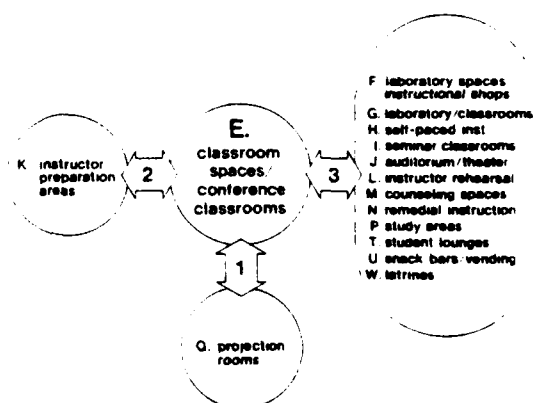 K. instructor
preparation
areas
2
E.
classroom
spaces/
conference
classrooms
3
F. laboratory spaces
instructional shops
G. laboratory/classrooms
H. self-paced inst
I. seminar classrooms
J. auditorium/theater
L. instructor rehearsal
M. counseling spaces
N. remedial instruction
P. study areas
T. student lounges
U. snack bars/vending
W. latrines
1
Q. projection
rooms